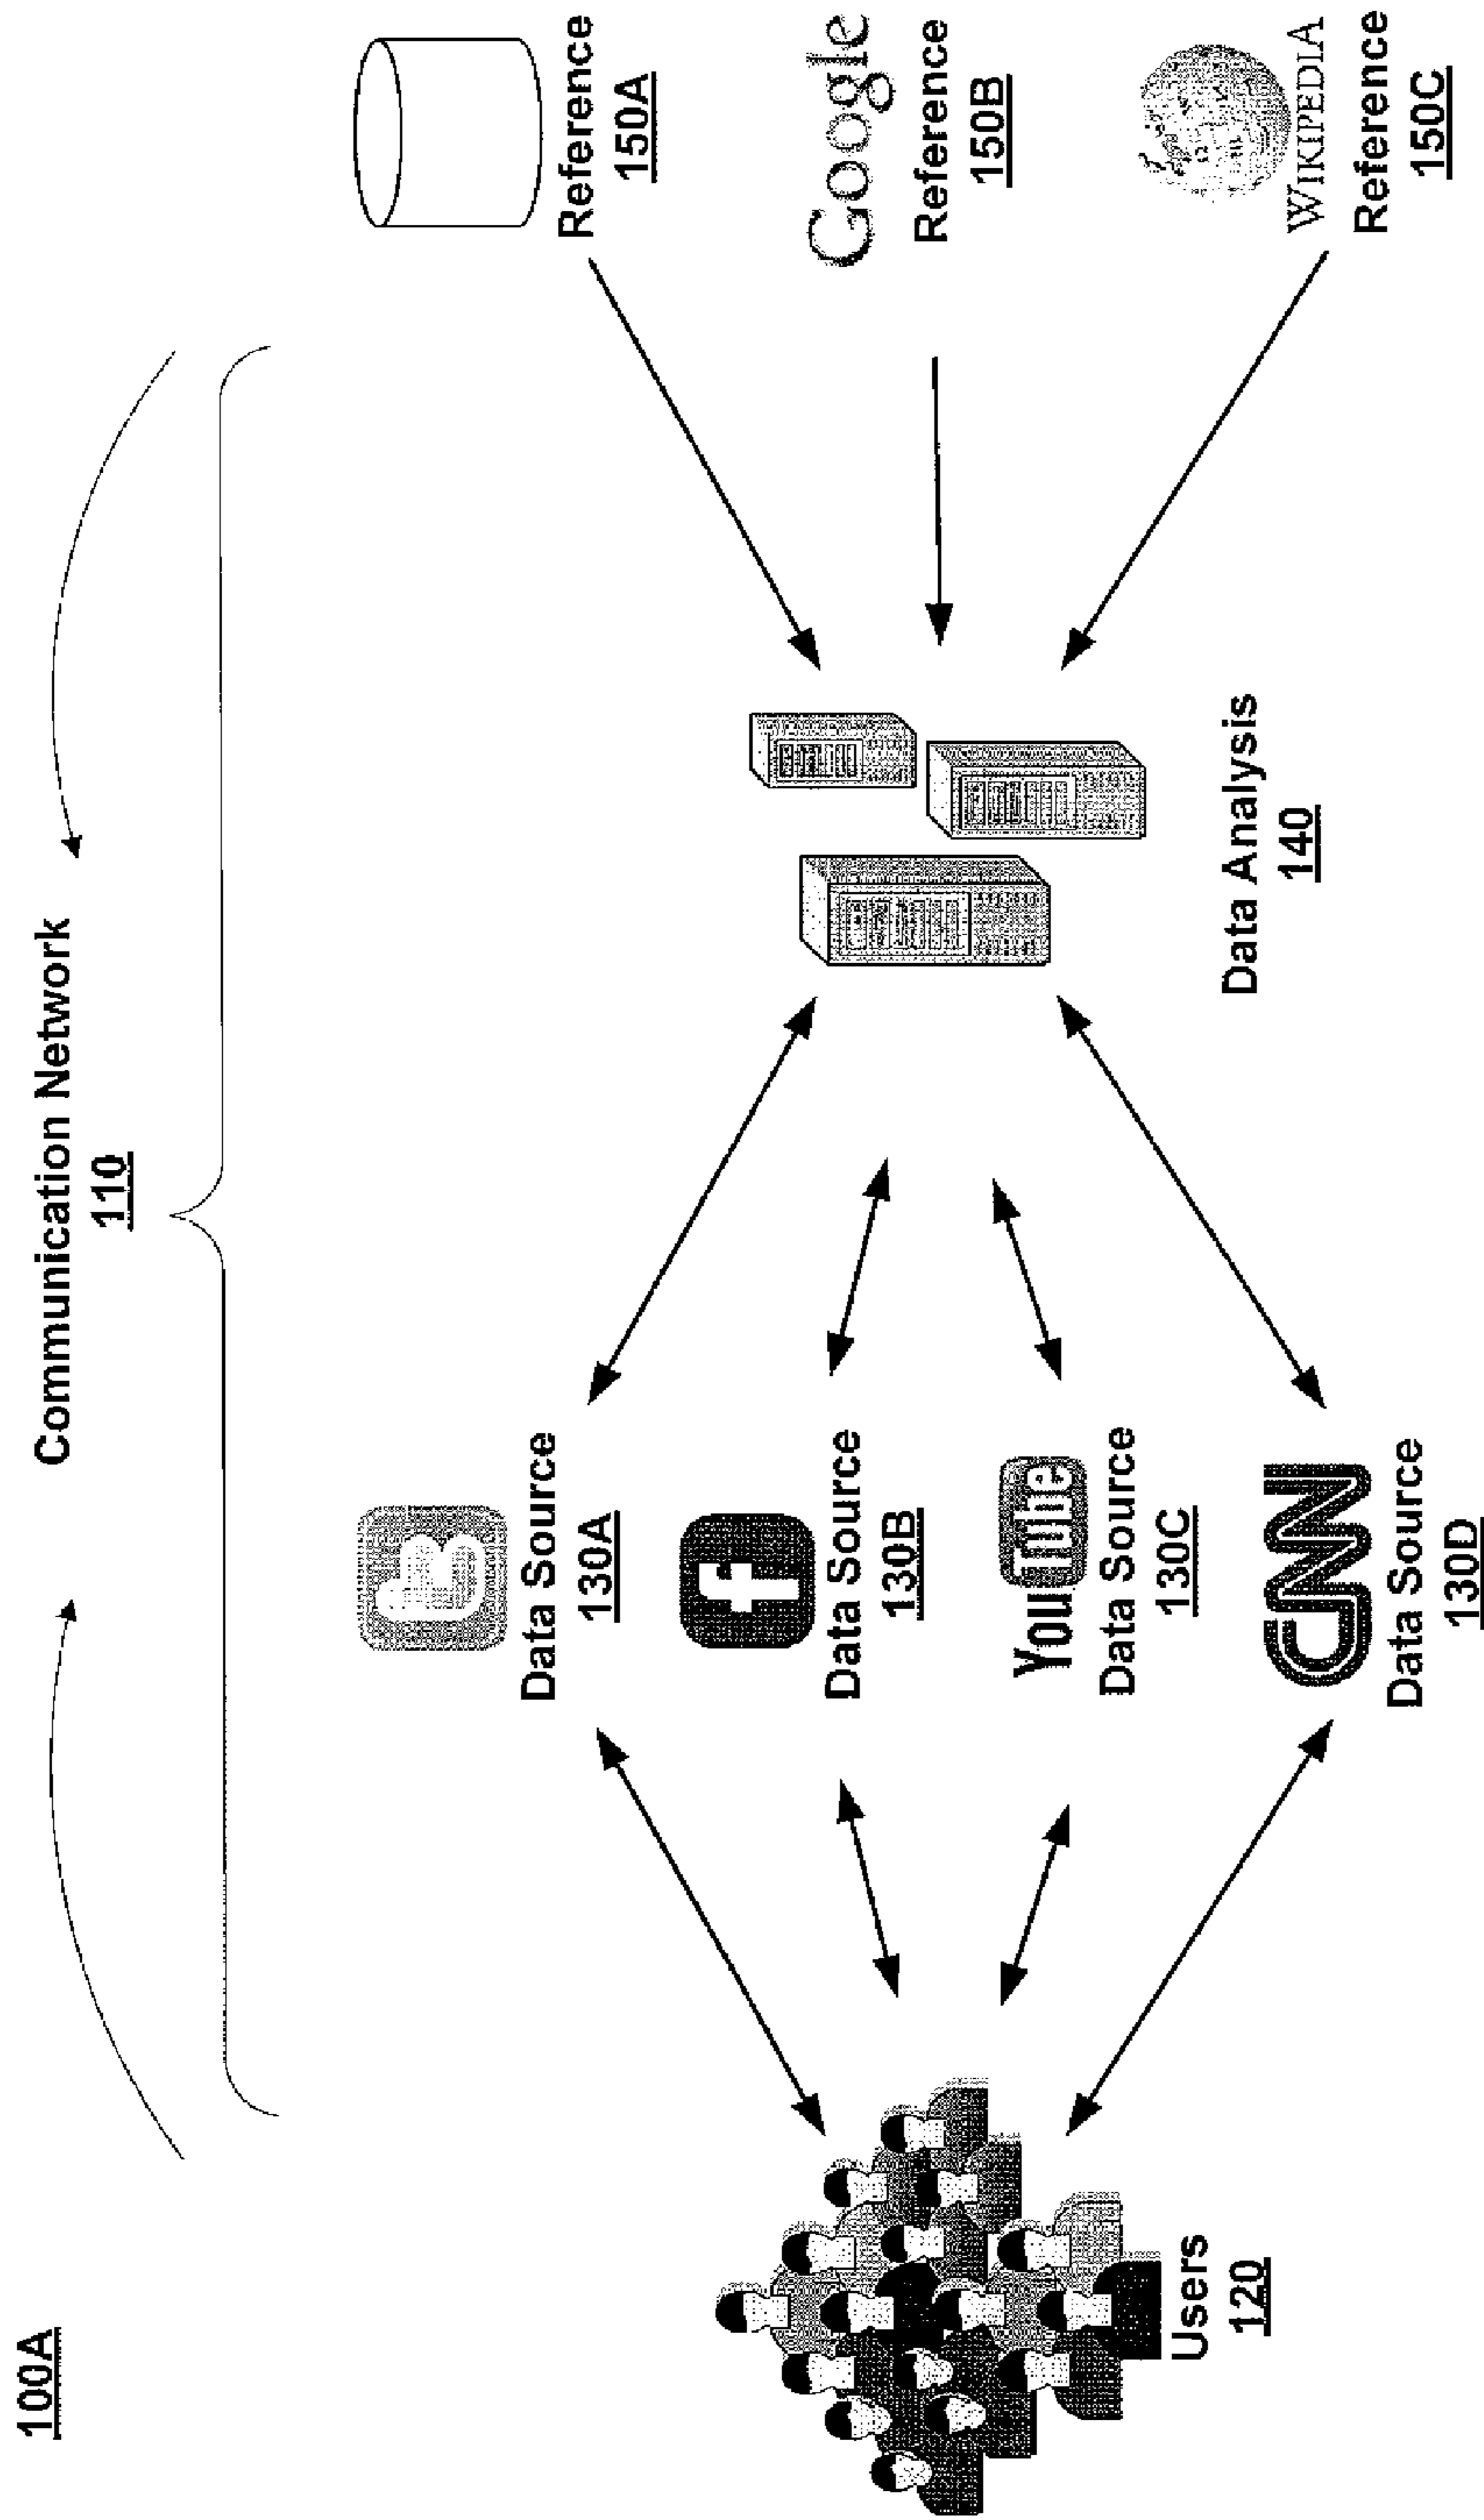 100A
Communication Network
110
Data Source
130A
f
Data Source
130B
You Tube
Data Source
130C
CNN
Data Source
130D
Users
120
Data Analysis
140
Reference
150A
Google
Reference
150B
WIKIPEDIA
Reference
150C